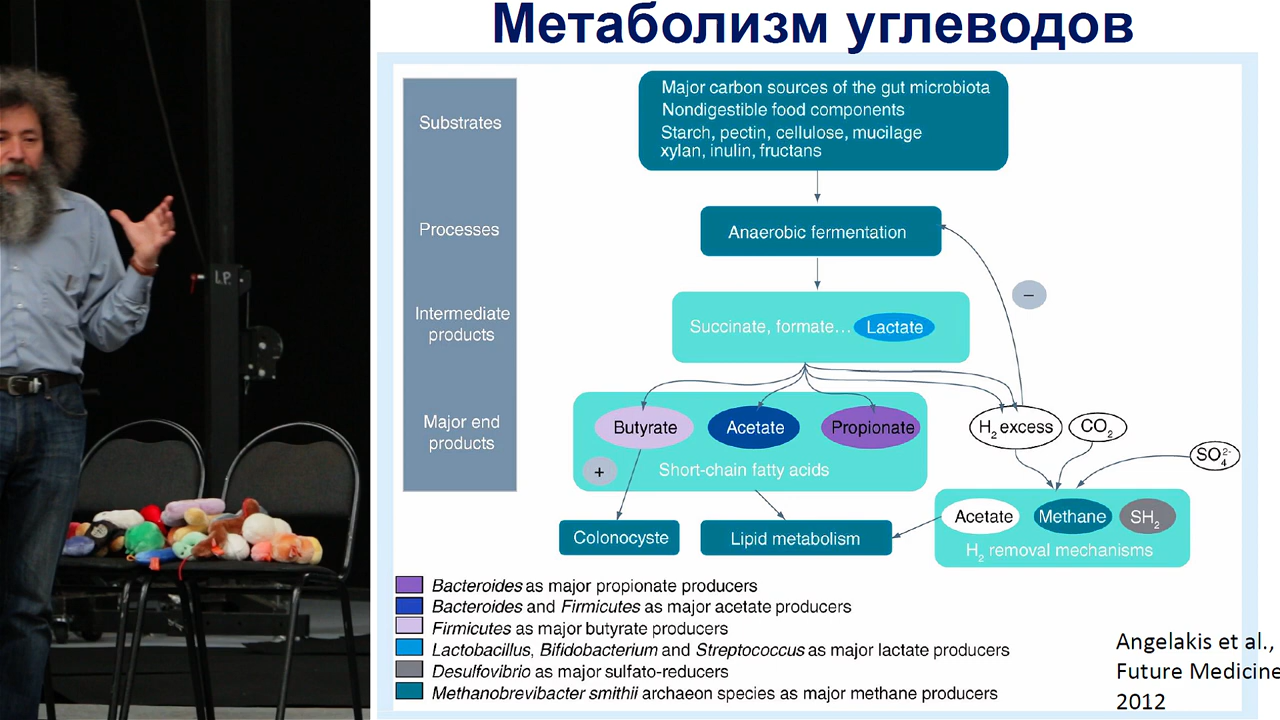 Метаболизм углеводов
Substrates
Major carbon sources of the gut microbiota
Nondigestible food components
Starch, pectin, cellulose, mucilage
xylan, inulin, fructans
Processes
Anaerobic fermentation
−
Intermediate
products
Succinate, formate… Lactate
Major end
products
Butyrate Acetate Propionate
H2 excess CO2
SO4 2-
+ Short-chain fatty acids
Acetate Methane SH2
H2 removal mechanisms
Colonocyste Lipid metabolism
Bacteroides as major propionate producers
Bacteroides and Firmicutes as major acetate producers
Firmicutes as major butyrate producers
Lactobacillus, Bifidobacterium and Streptococcus as major lactate producers
Desulfovibrio as major sulfato-reducers
Methanobrevibacter smithii archaeon species as major methane producers
Angelakis et al.,
Future Medicine
2012
I.P.